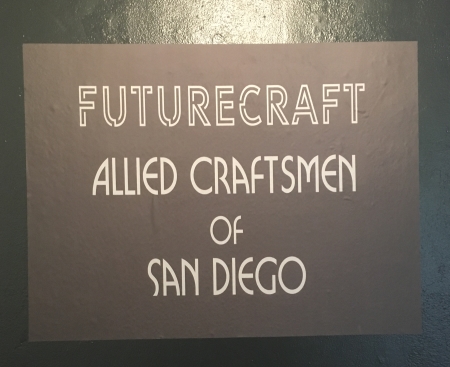 FUTURECRAFT
ALLIED CRAFTSMEN
OF
SAN DIEGO